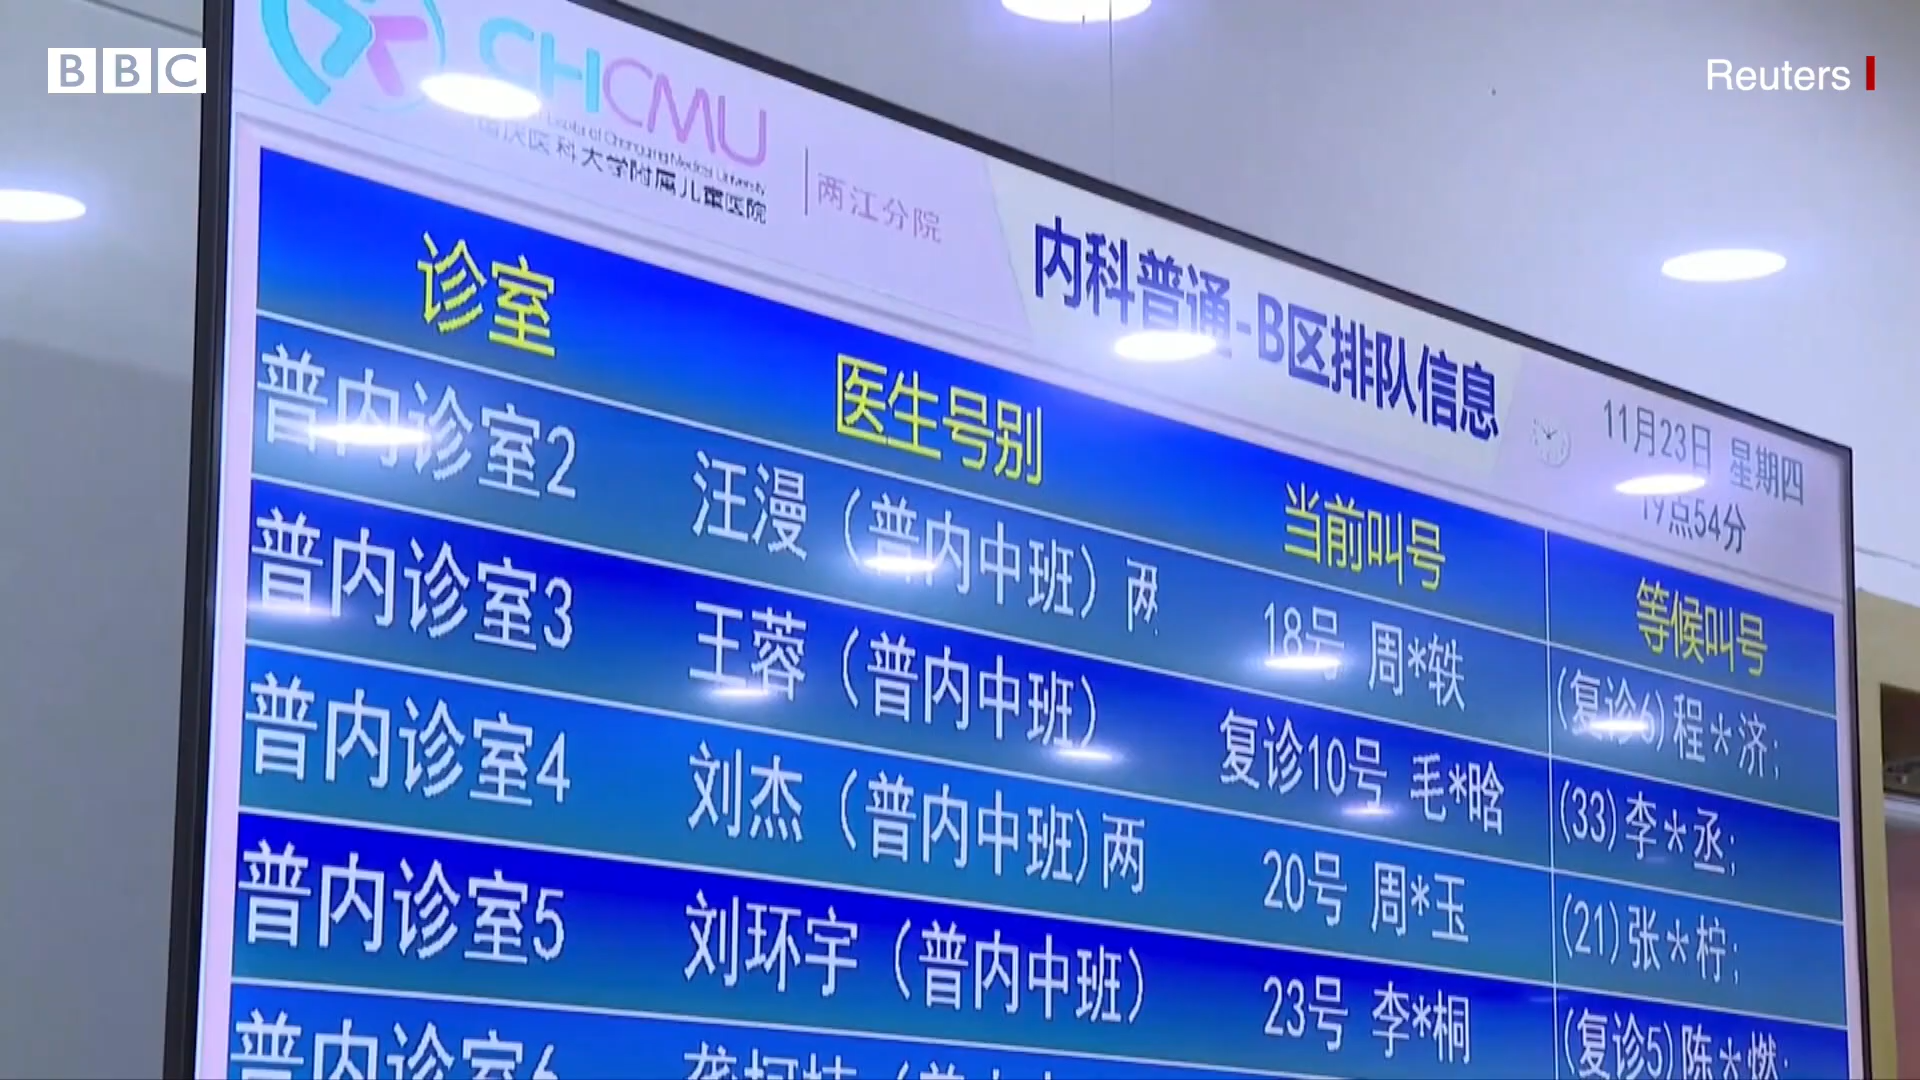 BBC
Reuters
CHCMU
医科大学附属儿童医院
两江分院
内科普通-B区排队信息
11月23日 星期四
19点54分
诊室 医生号别 当前叫号 等候叫号
普内诊室2 汪漫（普内中班）两 18号 周*轶 (复诊6)程*济;
普内诊室3 王蓉（普内中班） 复诊10号 毛*晗 (33)李*丞;
普内诊室4 刘杰（普内中班)两 20号 周*玉 (21)张*柠;
普内诊室5 刘环宇（普内中班） 23号 李*桐 (复诊5)陈*燃;
普内诊室6